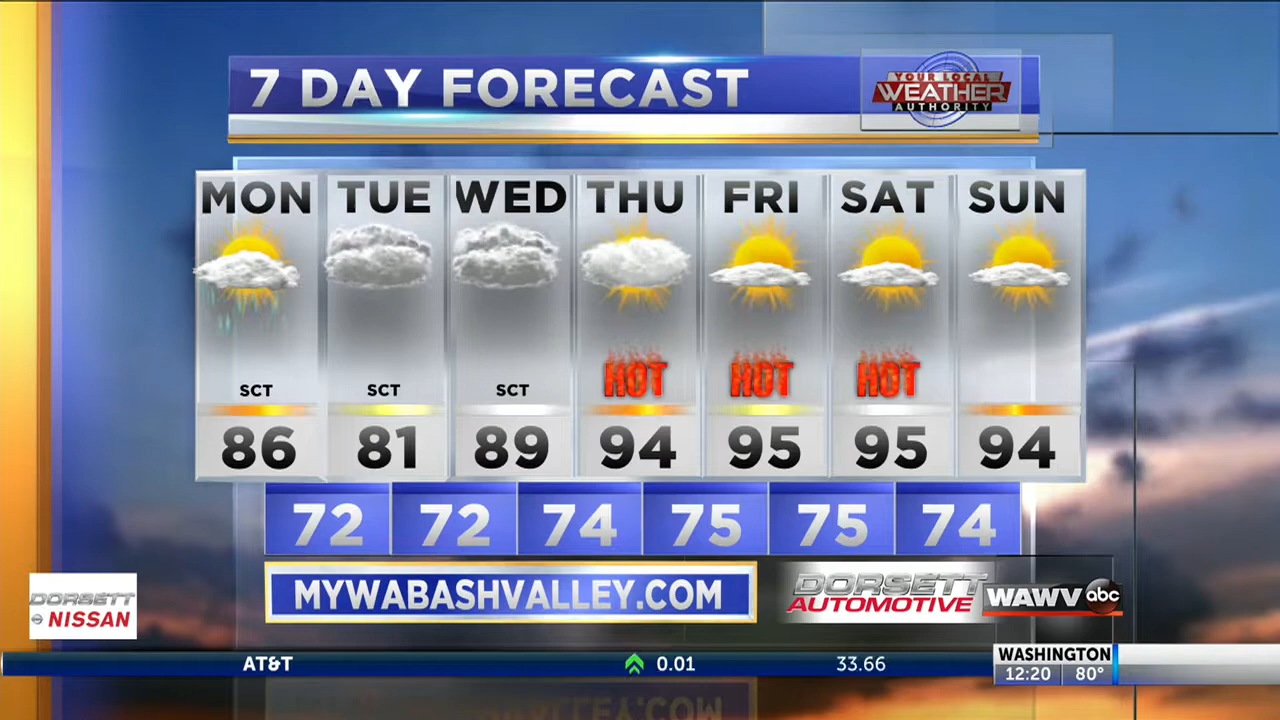 7 DAY FORECAST
YOUR LOCAL
WEATHER
AUTHORITY
MON TUE WED THU FRI SAT SUN
HOT HOT HOT
SCT SCT SCT
86 81 89 94 95 95 94
72 72 74 75 75 74
MYWABASHVALLEY.COM
DORSETT
AUTOMOTIVE
WAWV abc
DORSETT
NISSAN
AT&T 0.01 33.66
WASHINGTON
12:20 80°